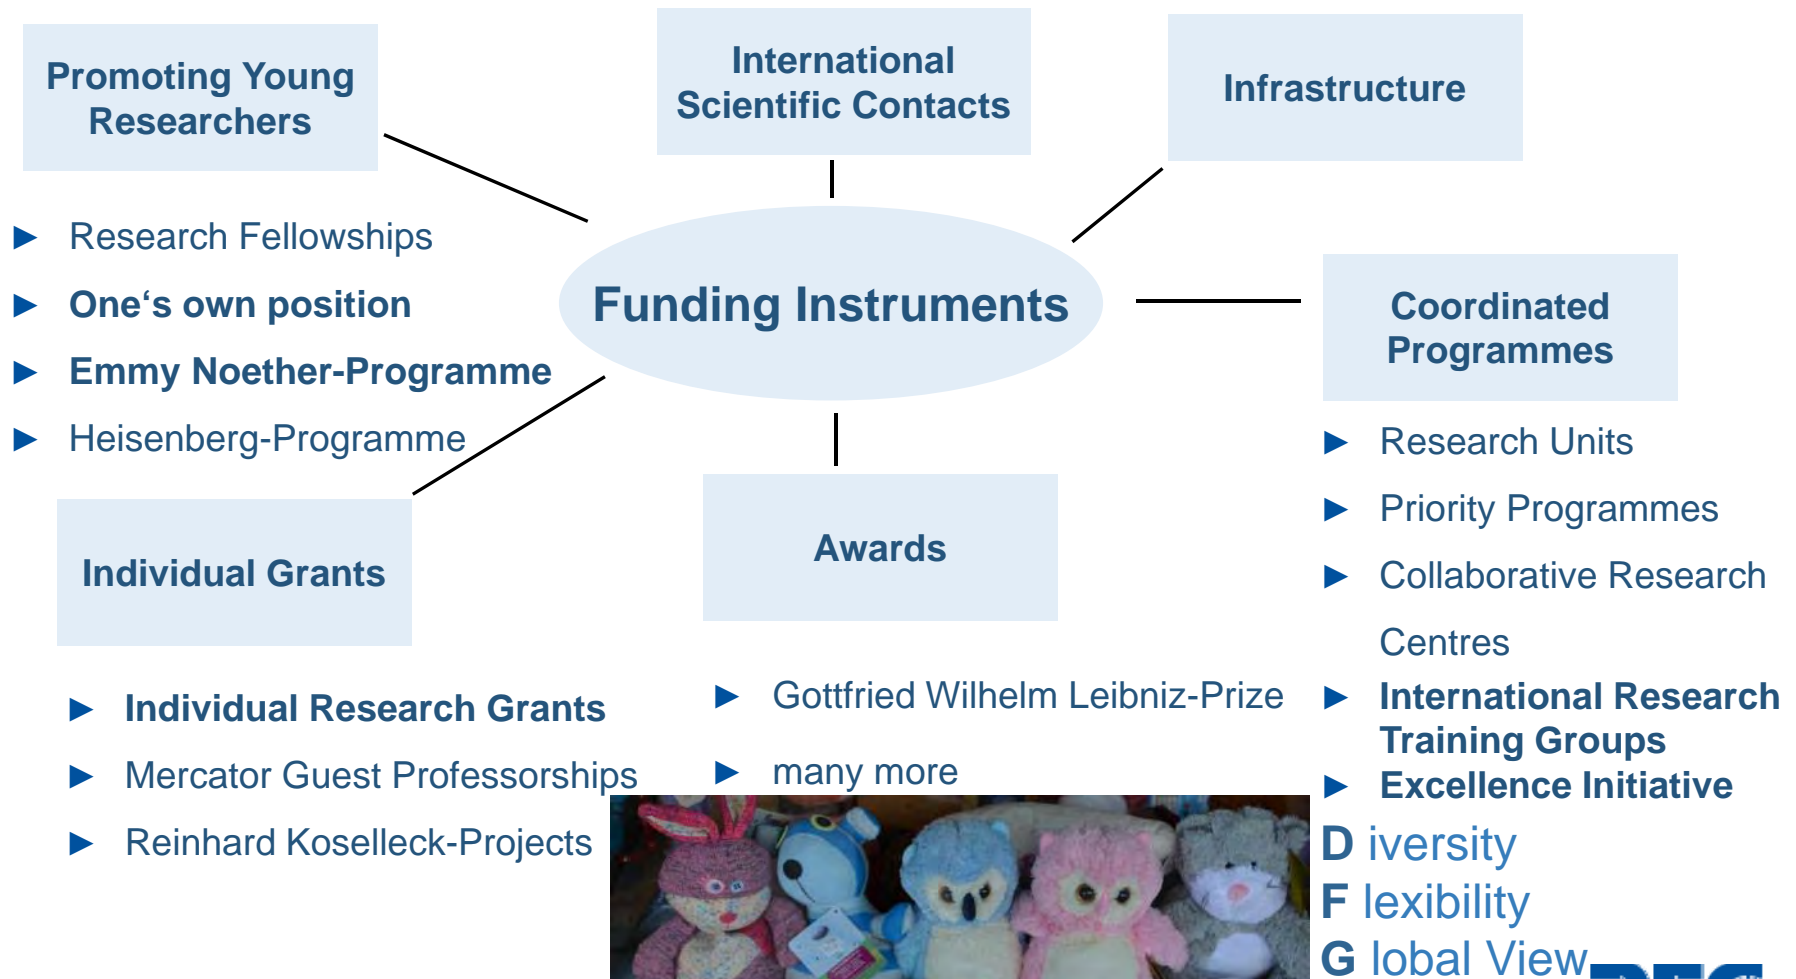 Promoting Young
Researchers
International
Scientific Contacts
Infrastructure
► Research Fellowships
► One‘s own position
► Emmy Noether-Programme
► Heisenberg-Programme
Funding Instruments
Coordinated
Programmes
► Research Units
► Priority Programmes
► Collaborative Research
Centres
► International Research
Training Groups
► Excellence Initiative
Individual Grants
► Individual Research Grants
► Mercator Guest Professorships
► Reinhard Koselleck-Projects
Awards
► Gottfried Wilhelm Leibniz-Prize
► many more
D iversity
F lexibility
G lobal View